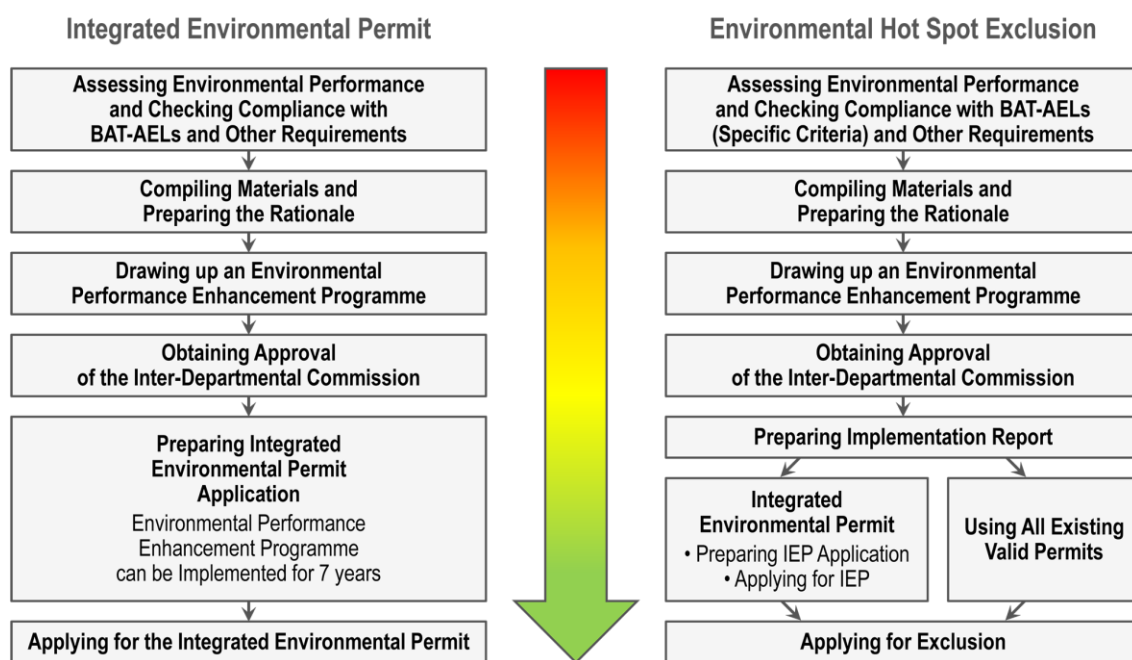 Integrated Environmental Permit
Assessing Environmental Performance
and Checking Compliance with
BAT-AELs and Other Requirements
Compiling Materials and
Preparing the Rationale
Drawing up an Environmental
Performance Enhancement Programme
Obtaining Approval
of the Inter-Departmental Commission
Preparing Integrated
Environmental Permit
Application
Environmental Performance
Enhancement Programme
can be Implemented for 7 years
Applying for the Integrated Environmental Permit
Environmental Hot Spot Exclusion
Assessing Environmental Performance
and Checking Compliance with BAT-AELs
(Specific Criteria) and Other Requirements
Compiling Materials and
Preparing the Rationale
Drawing up an Environmental
Performance Enhancement Programme
Obtaining Approval
of the Inter-Departmental Commission
Preparing Implementation Report
Integrated
Environmental Permit
• Preparing IEP Application
• Applying for IEP
Using All Existing
Valid Permits
Applying for Exclusion